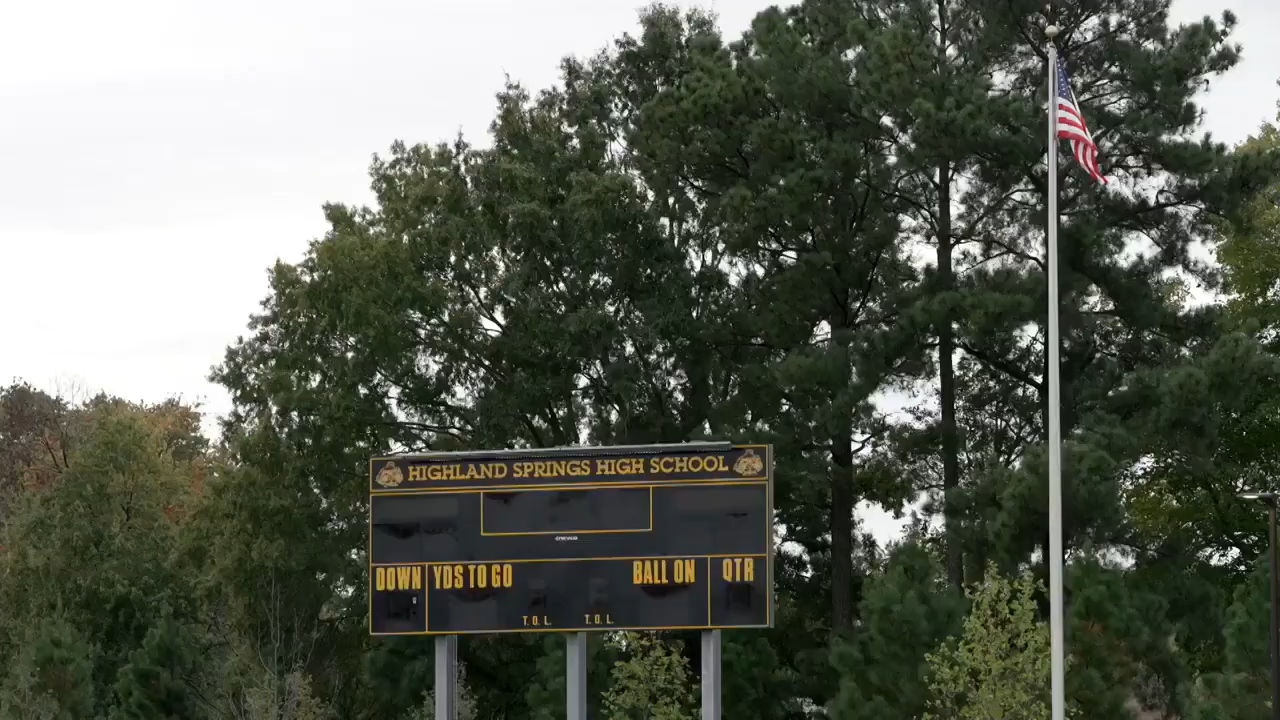 HIGHLAND SPRINGS HIGH SCHOOL
DOWN YDS TO GO BALL ON QTR
T.O.L. T.O.L.